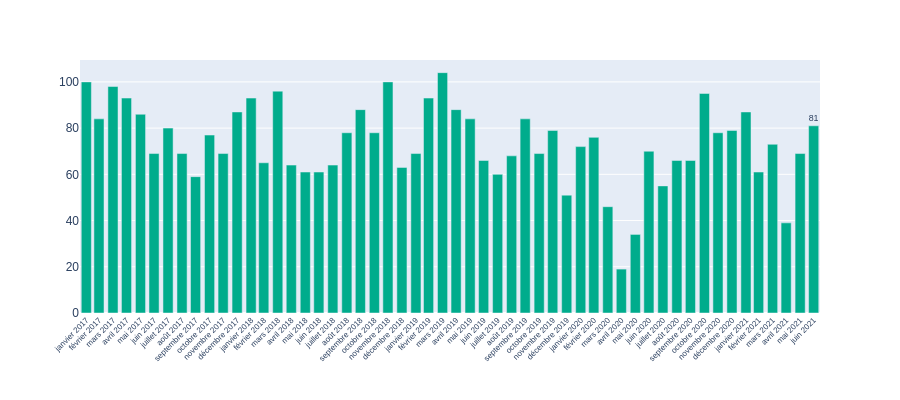 100
80
60
40
20
0
81
janvier 2017
février 2017
mars 2017
avril 2017
mai 2017
juin 2017
juillet 2017
août 2017
septembre 2017
octobre 2017
novembre 2017
décembre 2017
janvier 2018
février 2018
mars 2018
avril 2018
mai 2018
juin 2018
juillet 2018
août 2018
septembre 2018
octobre 2018
novembre 2018
décembre 2018
janvier 2019
février 2019
mars 2019
avril 2019
mai 2019
juin 2019
juillet 2019
août 2019
septembre 2019
octobre 2019
novembre 2019
décembre 2019
janvier 2020
février 2020
mars 2020
avril 2020
mai 2020
juin 2020
juillet 2020
août 2020
septembre 2020
octobre 2020
novembre 2020
décembre 2020
janvier 2021
février 2021
mars 2021
avril 2021
mai 2021
juin 2021